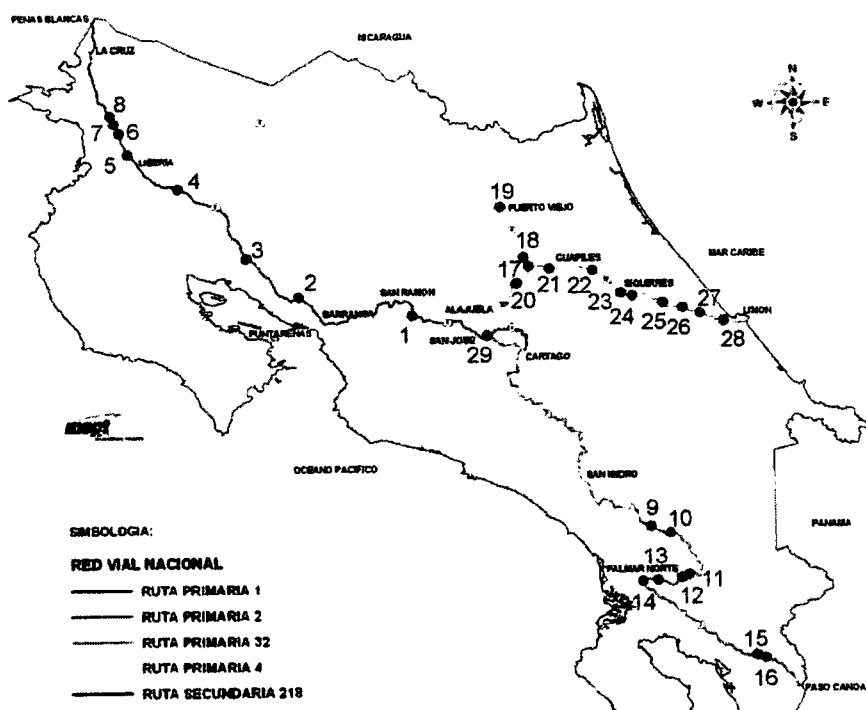 PENAS BLANCAS
LA CRUZ
NICARAGUA
N
W
E
S
8
7
6
5
LIBERIA
4
19
PUERTO VIEJO
MAR CARIBE
3
18
17
21
GUAPILES
22
20
SIQUIRRES
23
24
25
26
27
28
LIMON
2
SAN RAMON
BARRANCA
1
ALAJUELA
PUNTARENAS
SAN JOSE
29
CARTAGO
OCEANO PACIFICO
SAN ISIDRO
9
10
PANAMA
13
PALMAR NORTE
11
12
14
15
16
PASO CANOA
SIMBOLOGIA:
RED VIAL NACIONAL
RUTA PRIMARIA 1
RUTA PRIMARIA 2
RUTA PRIMARIA 32
RUTA PRIMARIA 4
RUTA SECUNDARIA 218